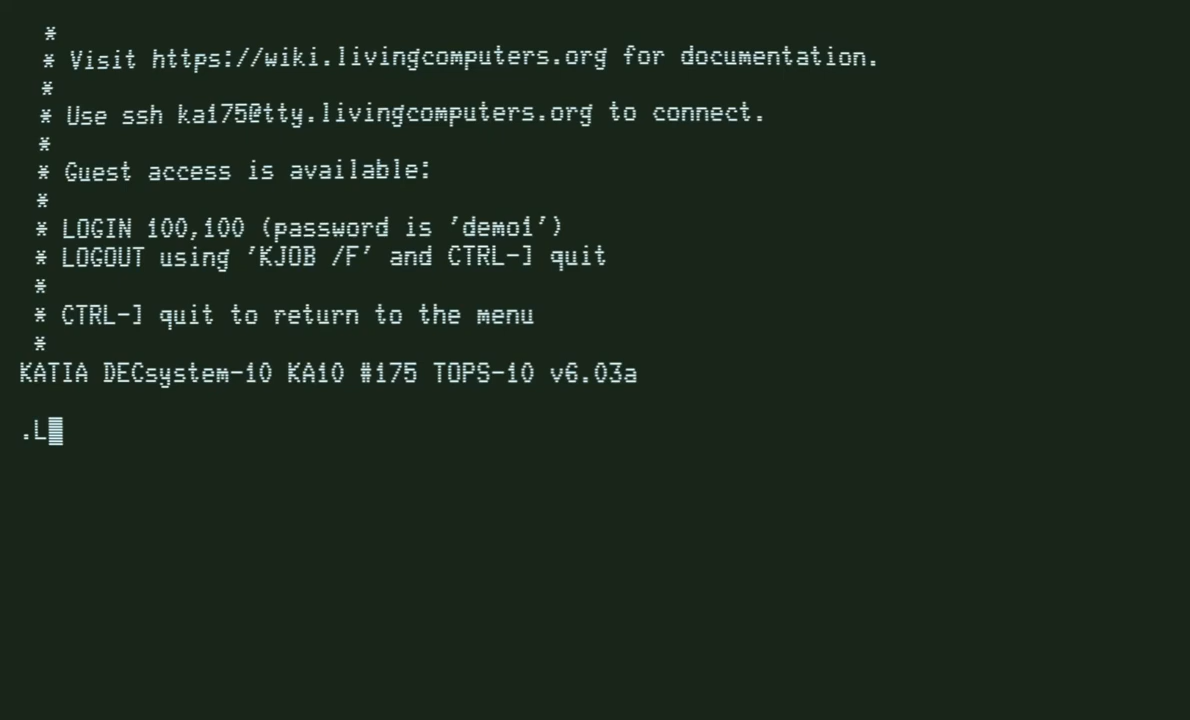 *
* Visit https://wiki.livingcomputers.org for documentation.
*
* Use ssh ka175@tty.livingcomputers.org to connect.
*
* Guest access is available:
*
* LOGIN 100,100 (password is 'demo1')
* LOGOUT using 'KJOB /F' and CTRL-] quit
*
* CTRL-] quit to return to the menu
*
KATIA DECsystem-10 KA10 #175 TOPS-10 v6.03a
.L